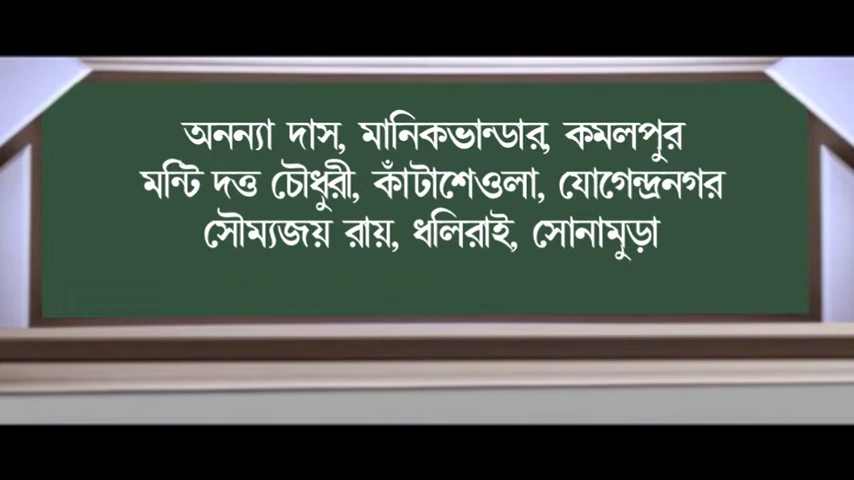 অনন্যা দাস, মানিকভান্ডার, কমলপুর
মন্টি দত্ত চৌধুরী, কাঁটাশেওলা, যোগেন্দ্রনগর
সৌম্যজয় রায়, ধলিরাই, সোনামুড়া